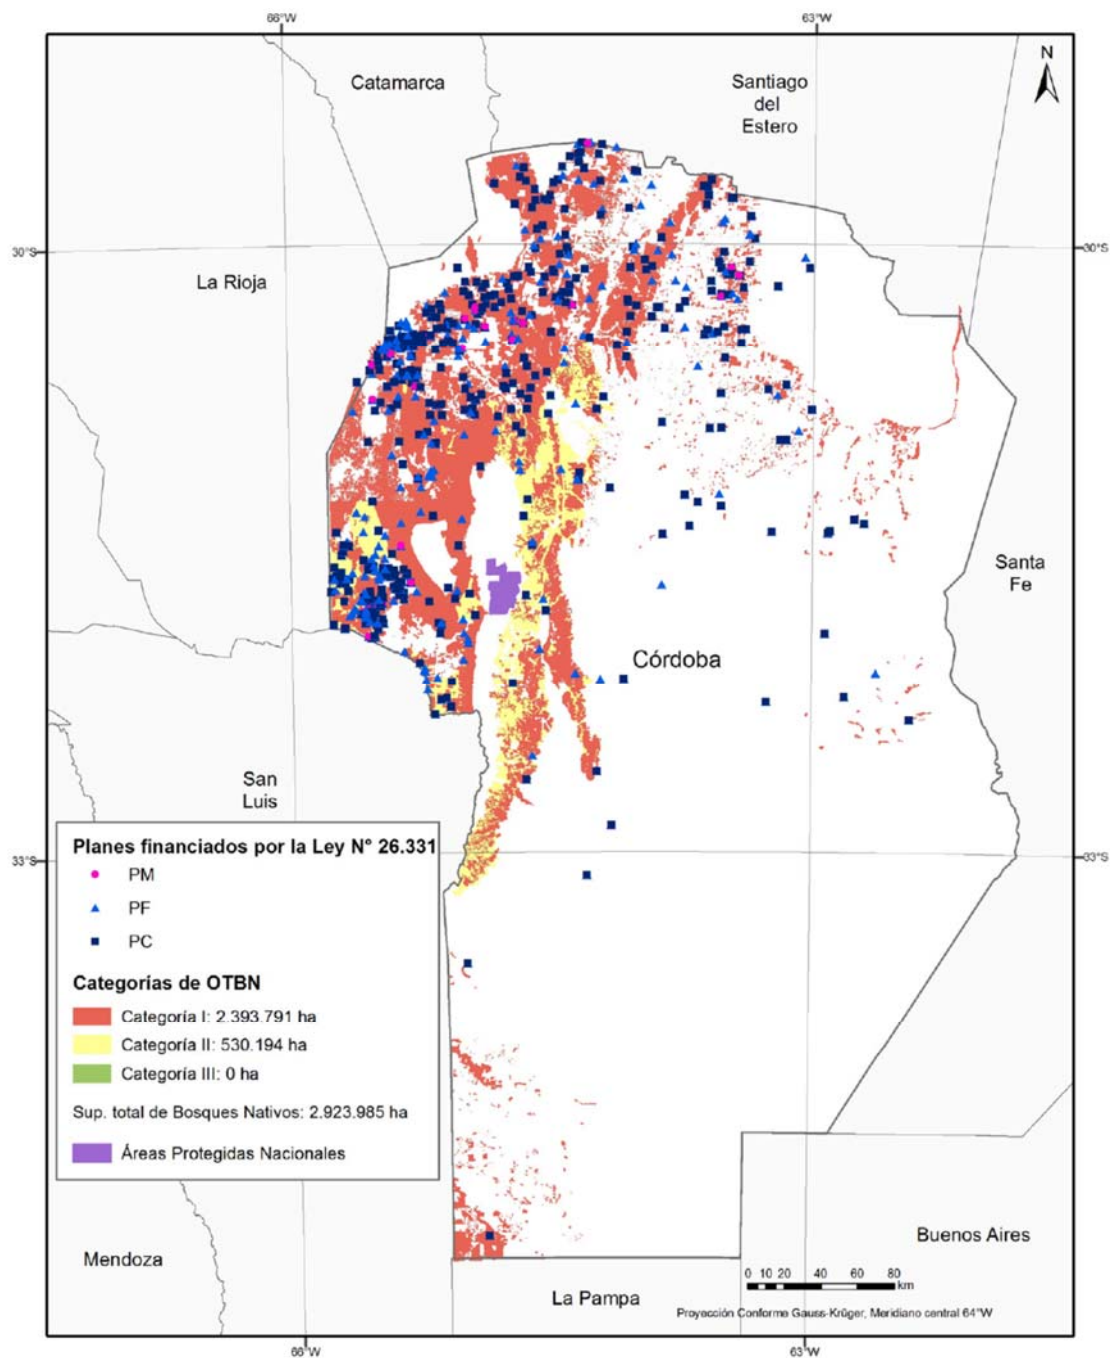 66°W
63°W
N
Catamarca
Santiago
del
Estero
30°S
30°S
La Rioja
Santa
Fe
Córdoba
San
Luis
33°S
33°S
Planes financiados por la Ley N° 26.331
PM
PF
PC
Categorías de OTBN
Categoría I: 2.393.791 ha
Categoría II: 530.194 ha
Categoría III: 0 ha
Sup. total de Bosques Nativos: 2.923.985 ha
Áreas Protegidas Nacionales
Buenos Aires
Mendoza
La Pampa
0 10 20 40 60 80
km
Proyección Conforme Gauss-Krüger, Meridiano central 64°W
66°W
63°W